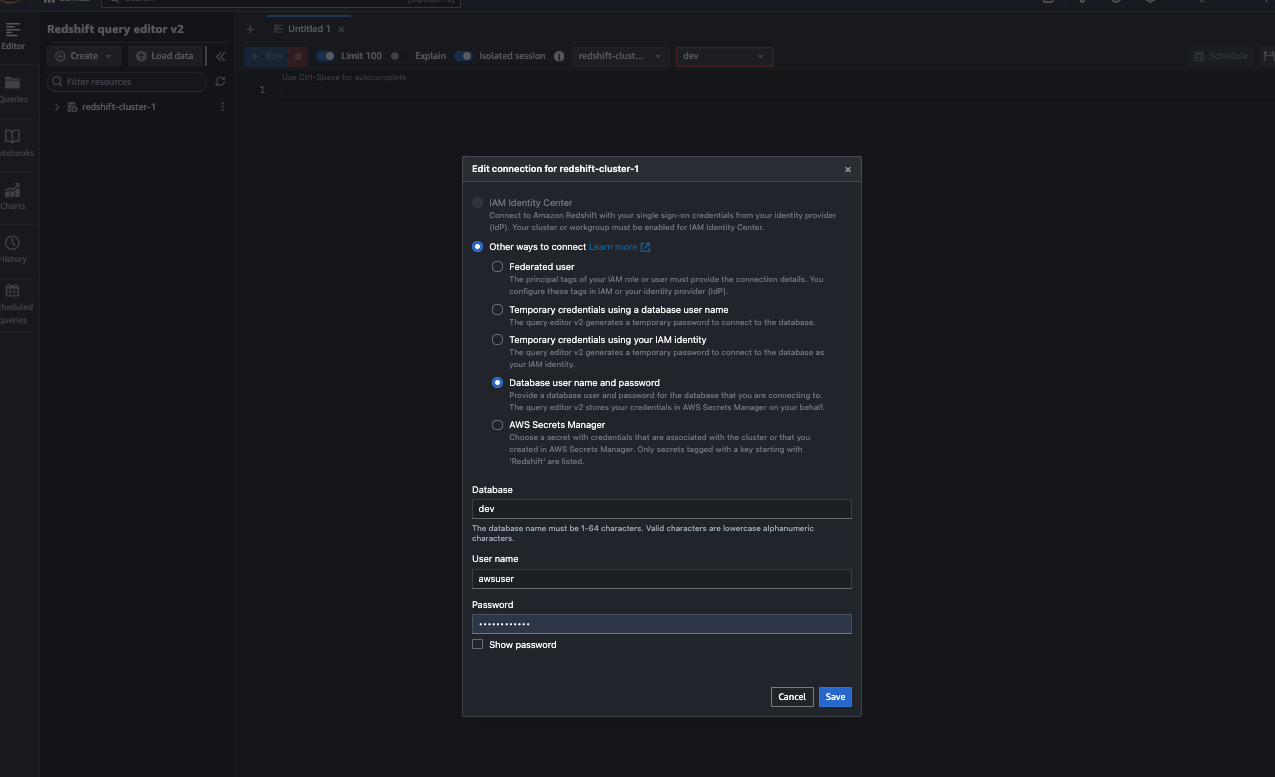 Redshift query editor v2
Untitled 1
Editor
Create
Load data
Run
Limit 100
Explain
Isolated session
redshift-clust...
dev
Schedule
Use Ctrl-Space for autocomplete
Filter resources
1
Queries
redshift-cluster-1
otebooks
Charts
History
cheduled
queries
Edit connection for redshift-cluster-1
IAM Identity Center
Connect to Amazon Redshift with your single sign-on credentials from your identity provider
(IdP). Your cluster or workgroup must be enabled for IAM Identity Center.
Other ways to connect Learn more
Federated user
The principal tags of your IAM role or user must provide the connection details. You
configure these tags in IAM or your identity provider (IdP).
Temporary credentials using a database user name
The query editor v2 generates a temporary password to connect to the database.
Temporary credentials using your IAM identity
The query editor v2 generates a temporary password to connect to the database as
your IAM identity.
Database user name and password
Provide a database user and password for the database that you are connecting to.
The query editor v2 stores your credentials in AWS Secrets Manager on your behalf.
AWS Secrets Manager
Choose a secret with credentials that are associated with the cluster or that you
created in AWS Secrets Manager. Only secrets tagged with a key starting with
'Redshift' are listed.
Database
dev
The database name must be 1-64 characters. Valid characters are lowercase alphanumeric
characters.
User name
awsuser
Password
••••••••••••
Show password
Cancel
Save